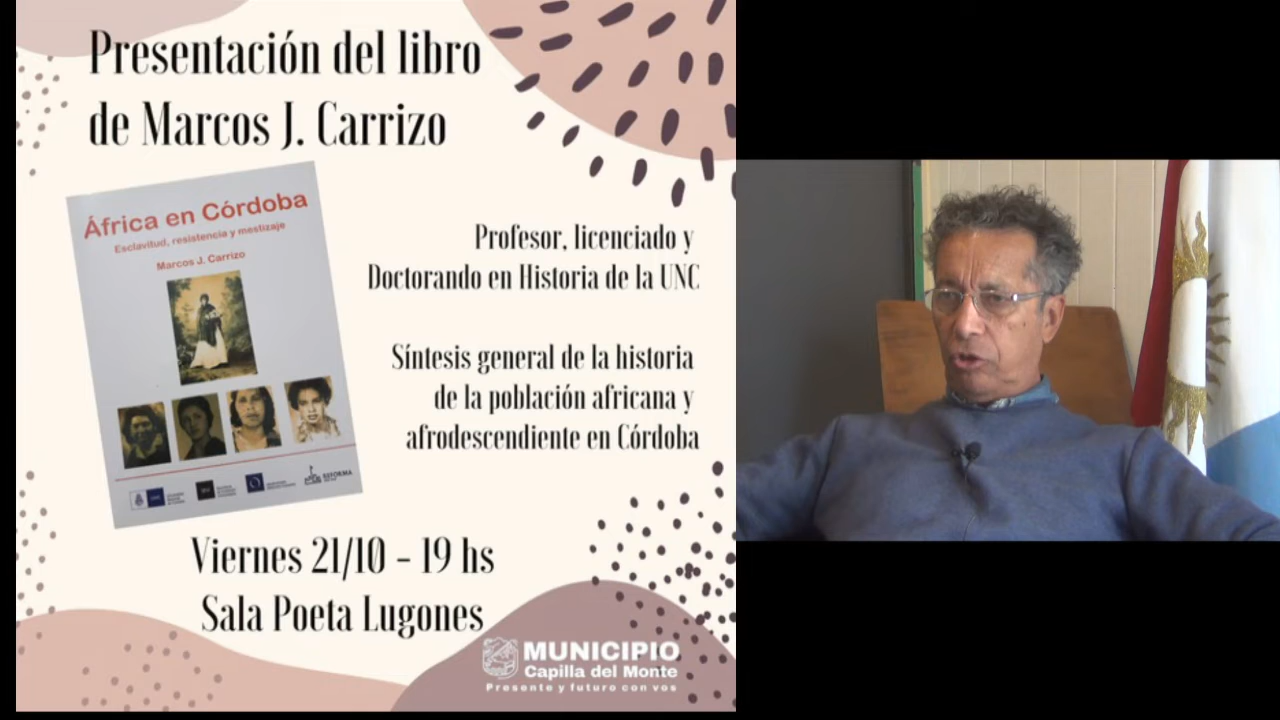 Presentación del libro
de Marcos J. Carrizo
África en Córdoba
Esclavitud, resistencia y mestizaje
Marcos J. Carrizo
Profesor, licenciado y
Doctorando en Historia de la UNC
Síntesis general de la historia
de la población africana y
afrodescendiente en Córdoba
REFORMA
Viernes 21/10 - 19 hs
Sala Poeta Lugones
MUNICIPIO
Capilla del Monte
Presente y futuro con vos